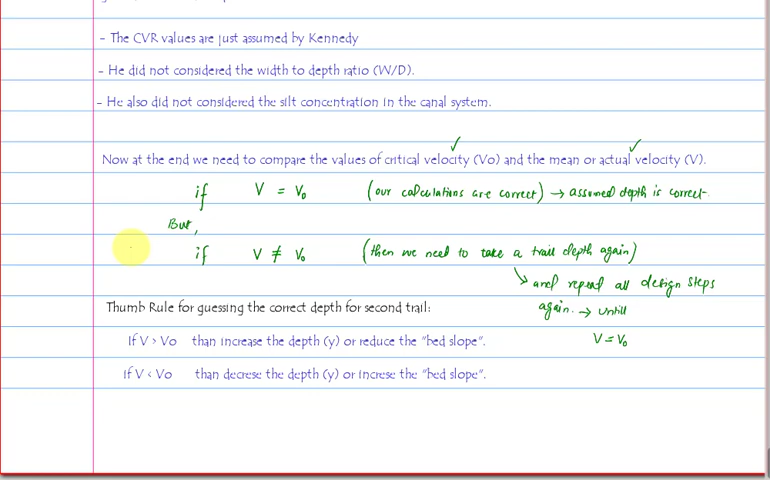 - The CVR values are just assumed by Kennedy
- He did not considered the width to depth ratio (W/D).
- He also did not considered the silt concentration in the canal system.
Now at the end we need to compare the values of critical velocity (Vo) and the mean or actual velocity (V).
if V = Vo (our calculations are correct) → assumed depth is correct.
But,
if V ≠ Vo (then we need to take a trail depth again)
↘ and repead all design steps
again. → untill
V = Vo
Thumb Rule for guessing the correct depth for second trail:
If V > Vo than increase the depth (y) or reduce the "bed slope".
if V < Vo than decrese the depth (y) or increse the "bed slope".